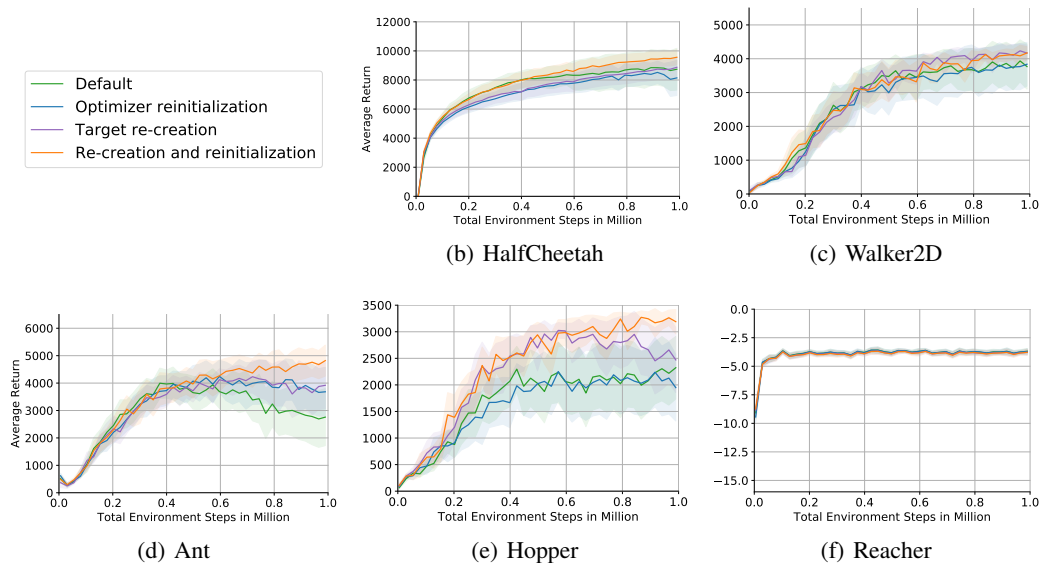 Default
Optimizer reinitialization
Target re-creation
Re-creation and reinitialization
12000
10000
8000
6000
4000
2000
0
Average Return
0.0 0.2 0.4 0.6 0.8 1.0
Total Environment Steps in Million
(b) HalfCheetah
5000
4000
3000
2000
1000
0
0.0 0.2 0.4 0.6 0.8 1.0
Total Environment Steps in Million
(c) Walker2D
6000
5000
4000
3000
2000
1000
0
Average Return
0.0 0.2 0.4 0.6 0.8 1.0
Total Environment Steps in Million
(d) Ant
3500
3000
2500
2000
1500
1000
500
0
0.0 0.2 0.4 0.6 0.8 1.0
Total Environment Steps in Million
(e) Hopper
0.0
−2.5
−5.0
−7.5
−10.0
−12.5
−15.0
0.0 0.2 0.4 0.6 0.8 1.0
Total Environment Steps in Million
(f) Reacher